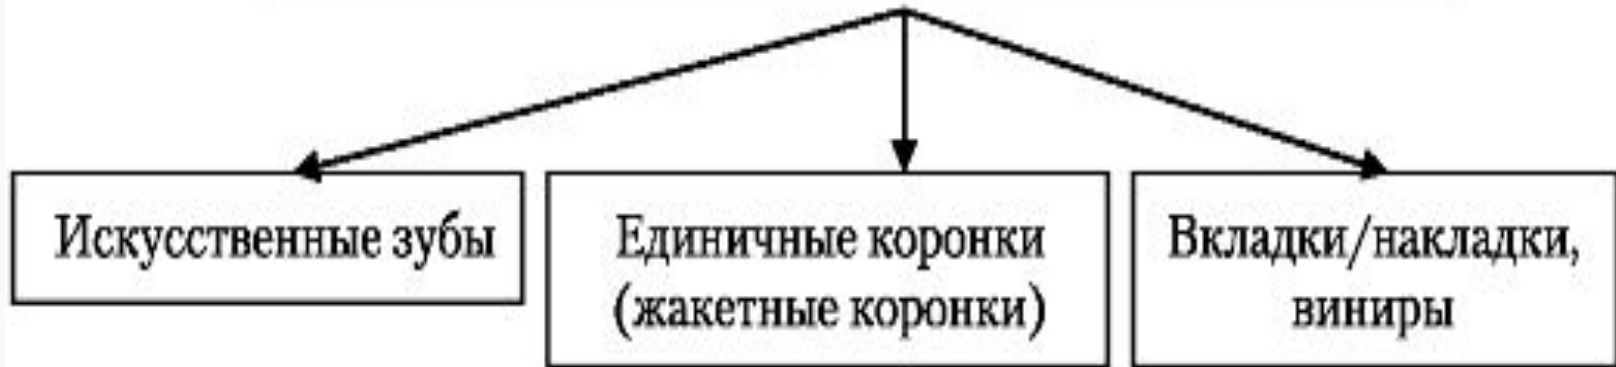 Искусственные зубы
Единичные коронки
(жакетные коронки)
Вкладки/накладки,
виниры